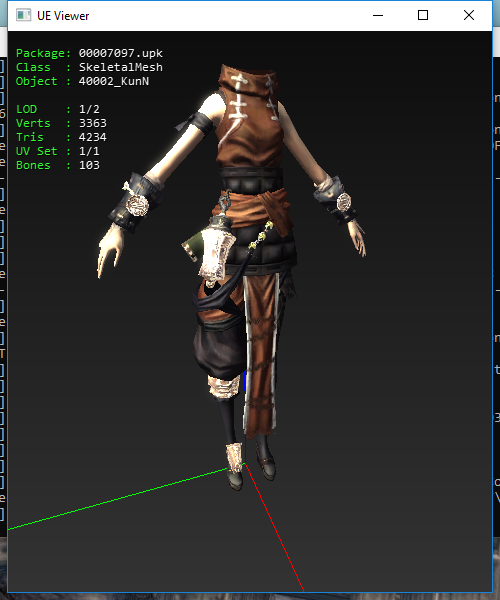 UE Viewer
Package: 00007097.upk
Class : SkeletalMesh
Object : 40002_KunN
LOD : 1/2
Verts : 3363
Tris : 4234
UV Set : 1/1
Bones : 103